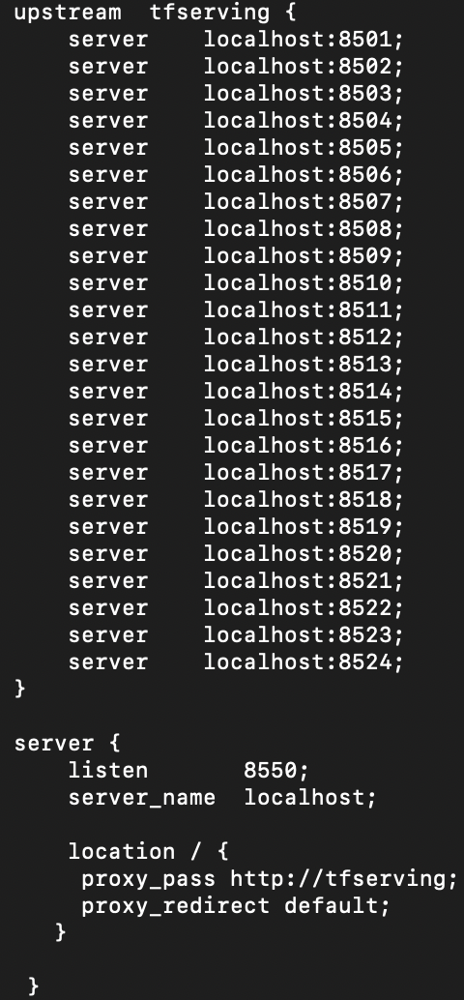 upstream  tfserving {
    server    localhost:8501;
    server    localhost:8502;
    server    localhost:8503;
    server    localhost:8504;
    server    localhost:8505;
    server    localhost:8506;
    server    localhost:8507;
    server    localhost:8508;
    server    localhost:8509;
    server    localhost:8510;
    server    localhost:8511;
    server    localhost:8512;
    server    localhost:8513;
    server    localhost:8514;
    server    localhost:8515;
    server    localhost:8516;
    server    localhost:8517;
    server    localhost:8518;
    server    localhost:8519;
    server    localhost:8520;
    server    localhost:8521;
    server    localhost:8522;
    server    localhost:8523;
    server    localhost:8524;
}

server {
    listen       8550;
    server_name  localhost;

    location / {
     proxy_pass http://tfserving;
     proxy_redirect default;
   }

 }